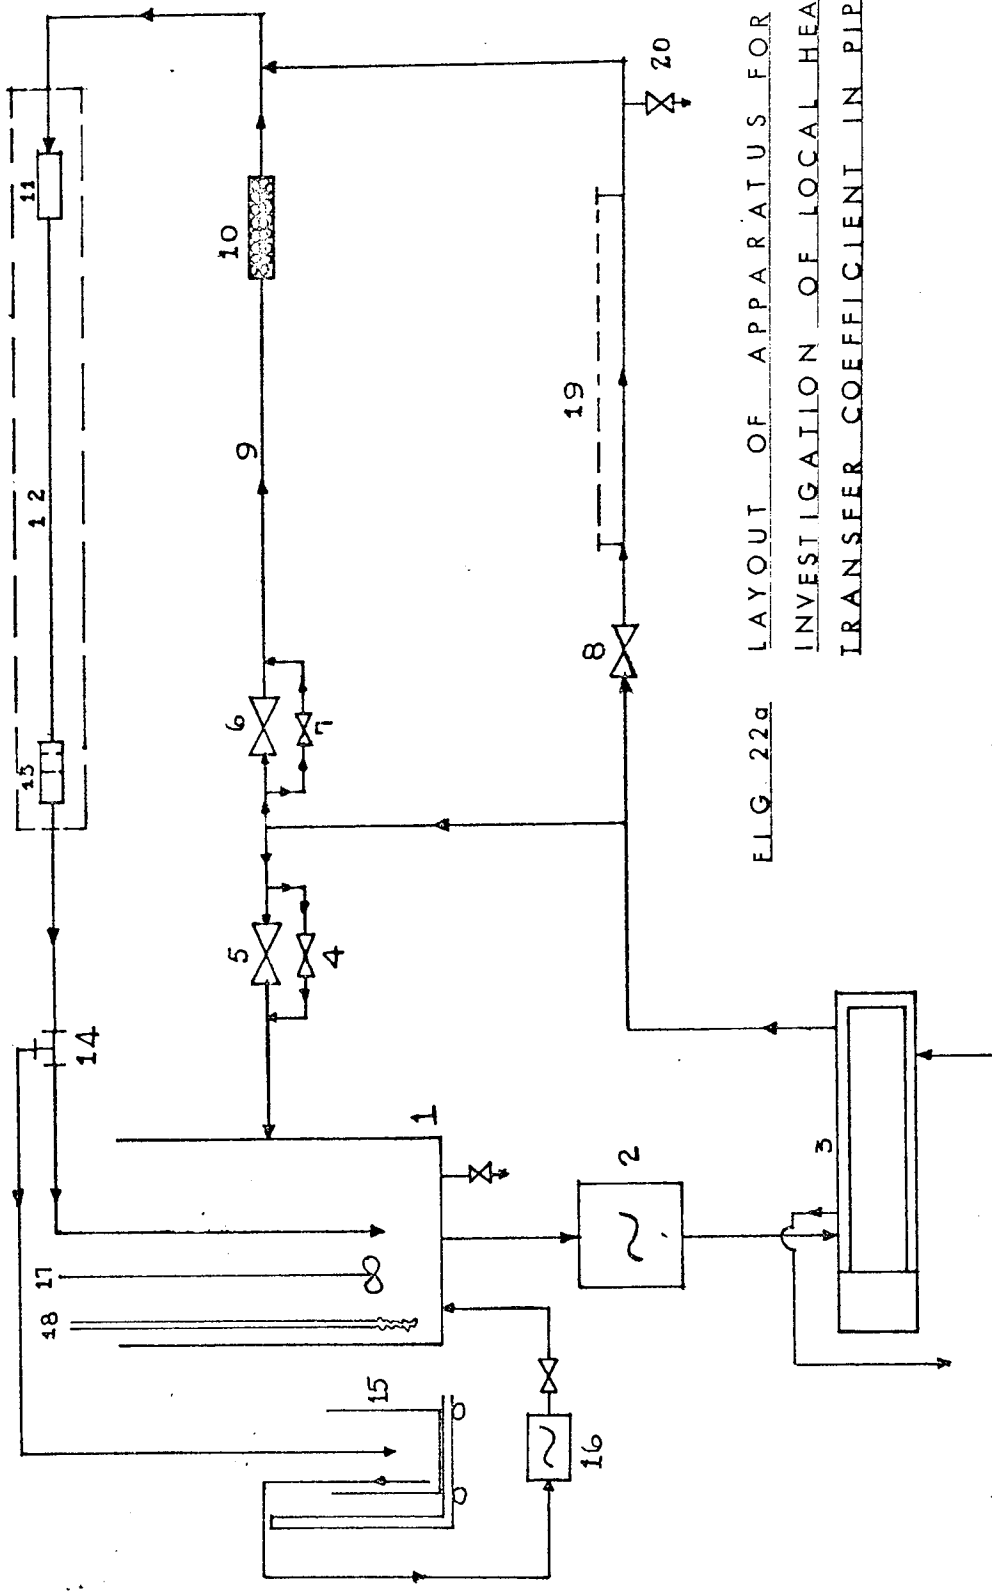 13 12 11
18 17 14
5 6 9 10
4 7
15 1
16 8 19
2 20
3
FIG 22a LAYOUT OF APPARATUS FOR
INVESTIGATION OF LOCAL HEA
TRANSFER COEFFICIENT IN PIP